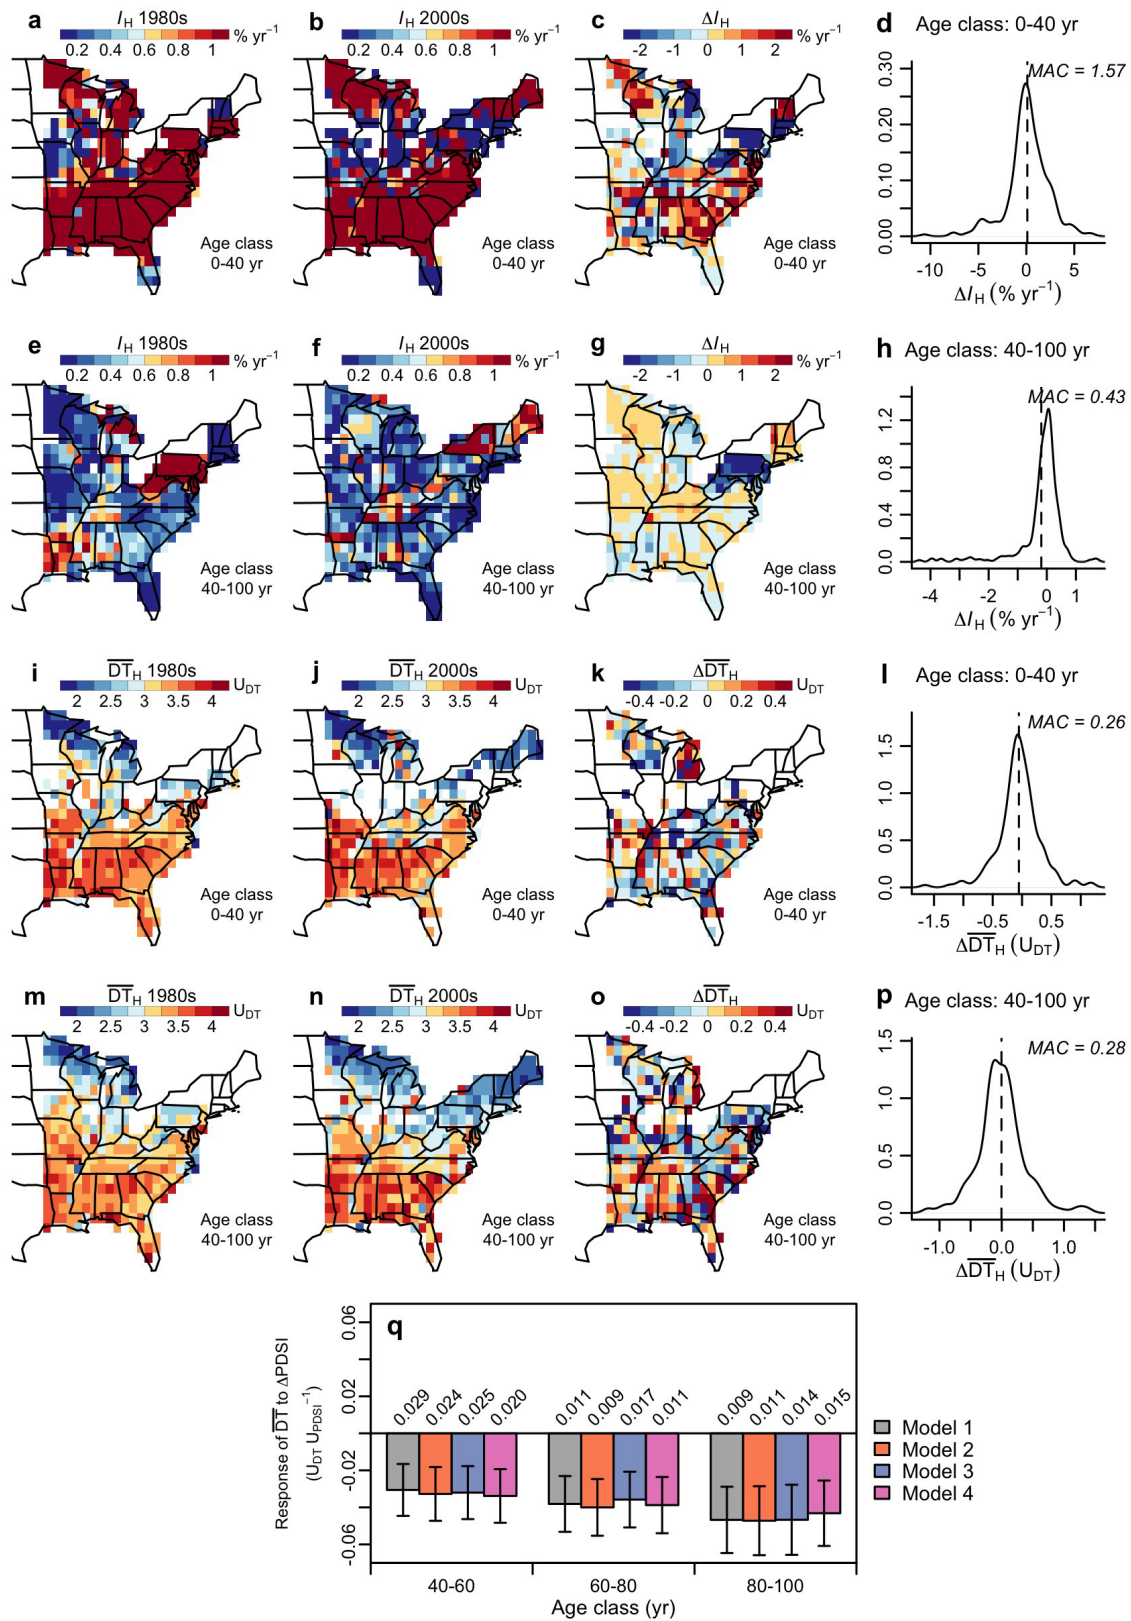 a I_H 1980s
0.2 0.6 1 % yr⁻¹
0.4 0.8
Age class
0-40 yr
b I_H 2000s
0.2 0.6 1 % yr⁻¹
0.4 0.8
Age class
0-40 yr
c ΔI_H
-2 -1 0 1 2 % yr⁻¹
Age class
0-40 yr
d Age class: 0-40 yr
MAC = 1.57
0.00 0.10 0.20 0.30
-10 -5 0 5
ΔI_H (% yr⁻¹)
e I_H 1980s
0.2 0.6 1 % yr⁻¹
0.4 0.8
Age class
40-100 yr
f I_H 2000s
0.2 0.6 1 % yr⁻¹
0.4 0.8
Age class
40-100 yr
g ΔI_H
-2 -1 0 1 2 % yr⁻¹
Age class
40-100 yr
h Age class: 40-100 yr
MAC = 0.43
0.0 0.4 0.8 1.2
-4 -2 0 1
ΔI_H (% yr⁻¹)
i D̅T̅_H 1980s
2 2.5 3 3.5 4 U_DT
Age class
0-40 yr
j D̅T̅_H 2000s
2 2.5 3 3.5 4 U_DT
Age class
0-40 yr
k ΔD̅T̅_H
-0.4 -0.2 0 0.2 0.4 U_DT
Age class
0-40 yr
l Age class: 0-40 yr
MAC = 0.26
0.0 0.5 1.0 1.5
-1.5 -0.5 0.5
ΔD̅T̅_H (U_DT)
m D̅T̅_H 1980s
2 2.5 3 3.5 4 U_DT
Age class
40-100 yr
n D̅T̅_H 2000s
2 2.5 3 3.5 4 U_DT
Age class
40-100 yr
o ΔD̅T̅_H
-0.4 -0.2 0 0.2 0.4 U_DT
Age class
40-100 yr
p Age class: 40-100 yr
MAC = 0.28
0.0 0.5 1.0 1.5
-1.0 0.0 1.0
ΔD̅T̅_H (U_DT)
q
Response of D̅T̅ to ΔPDSI
(U_DT U_PDSI⁻¹)
0.06
0.02
-0.02
-0.06
0.029 0.024 0.025 0.020 0.011 0.009 0.017 0.011 0.009 0.011 0.014 0.015
40-60 60-80 80-100
Age class (yr)
Model 1
Model 2
Model 3
Model 4